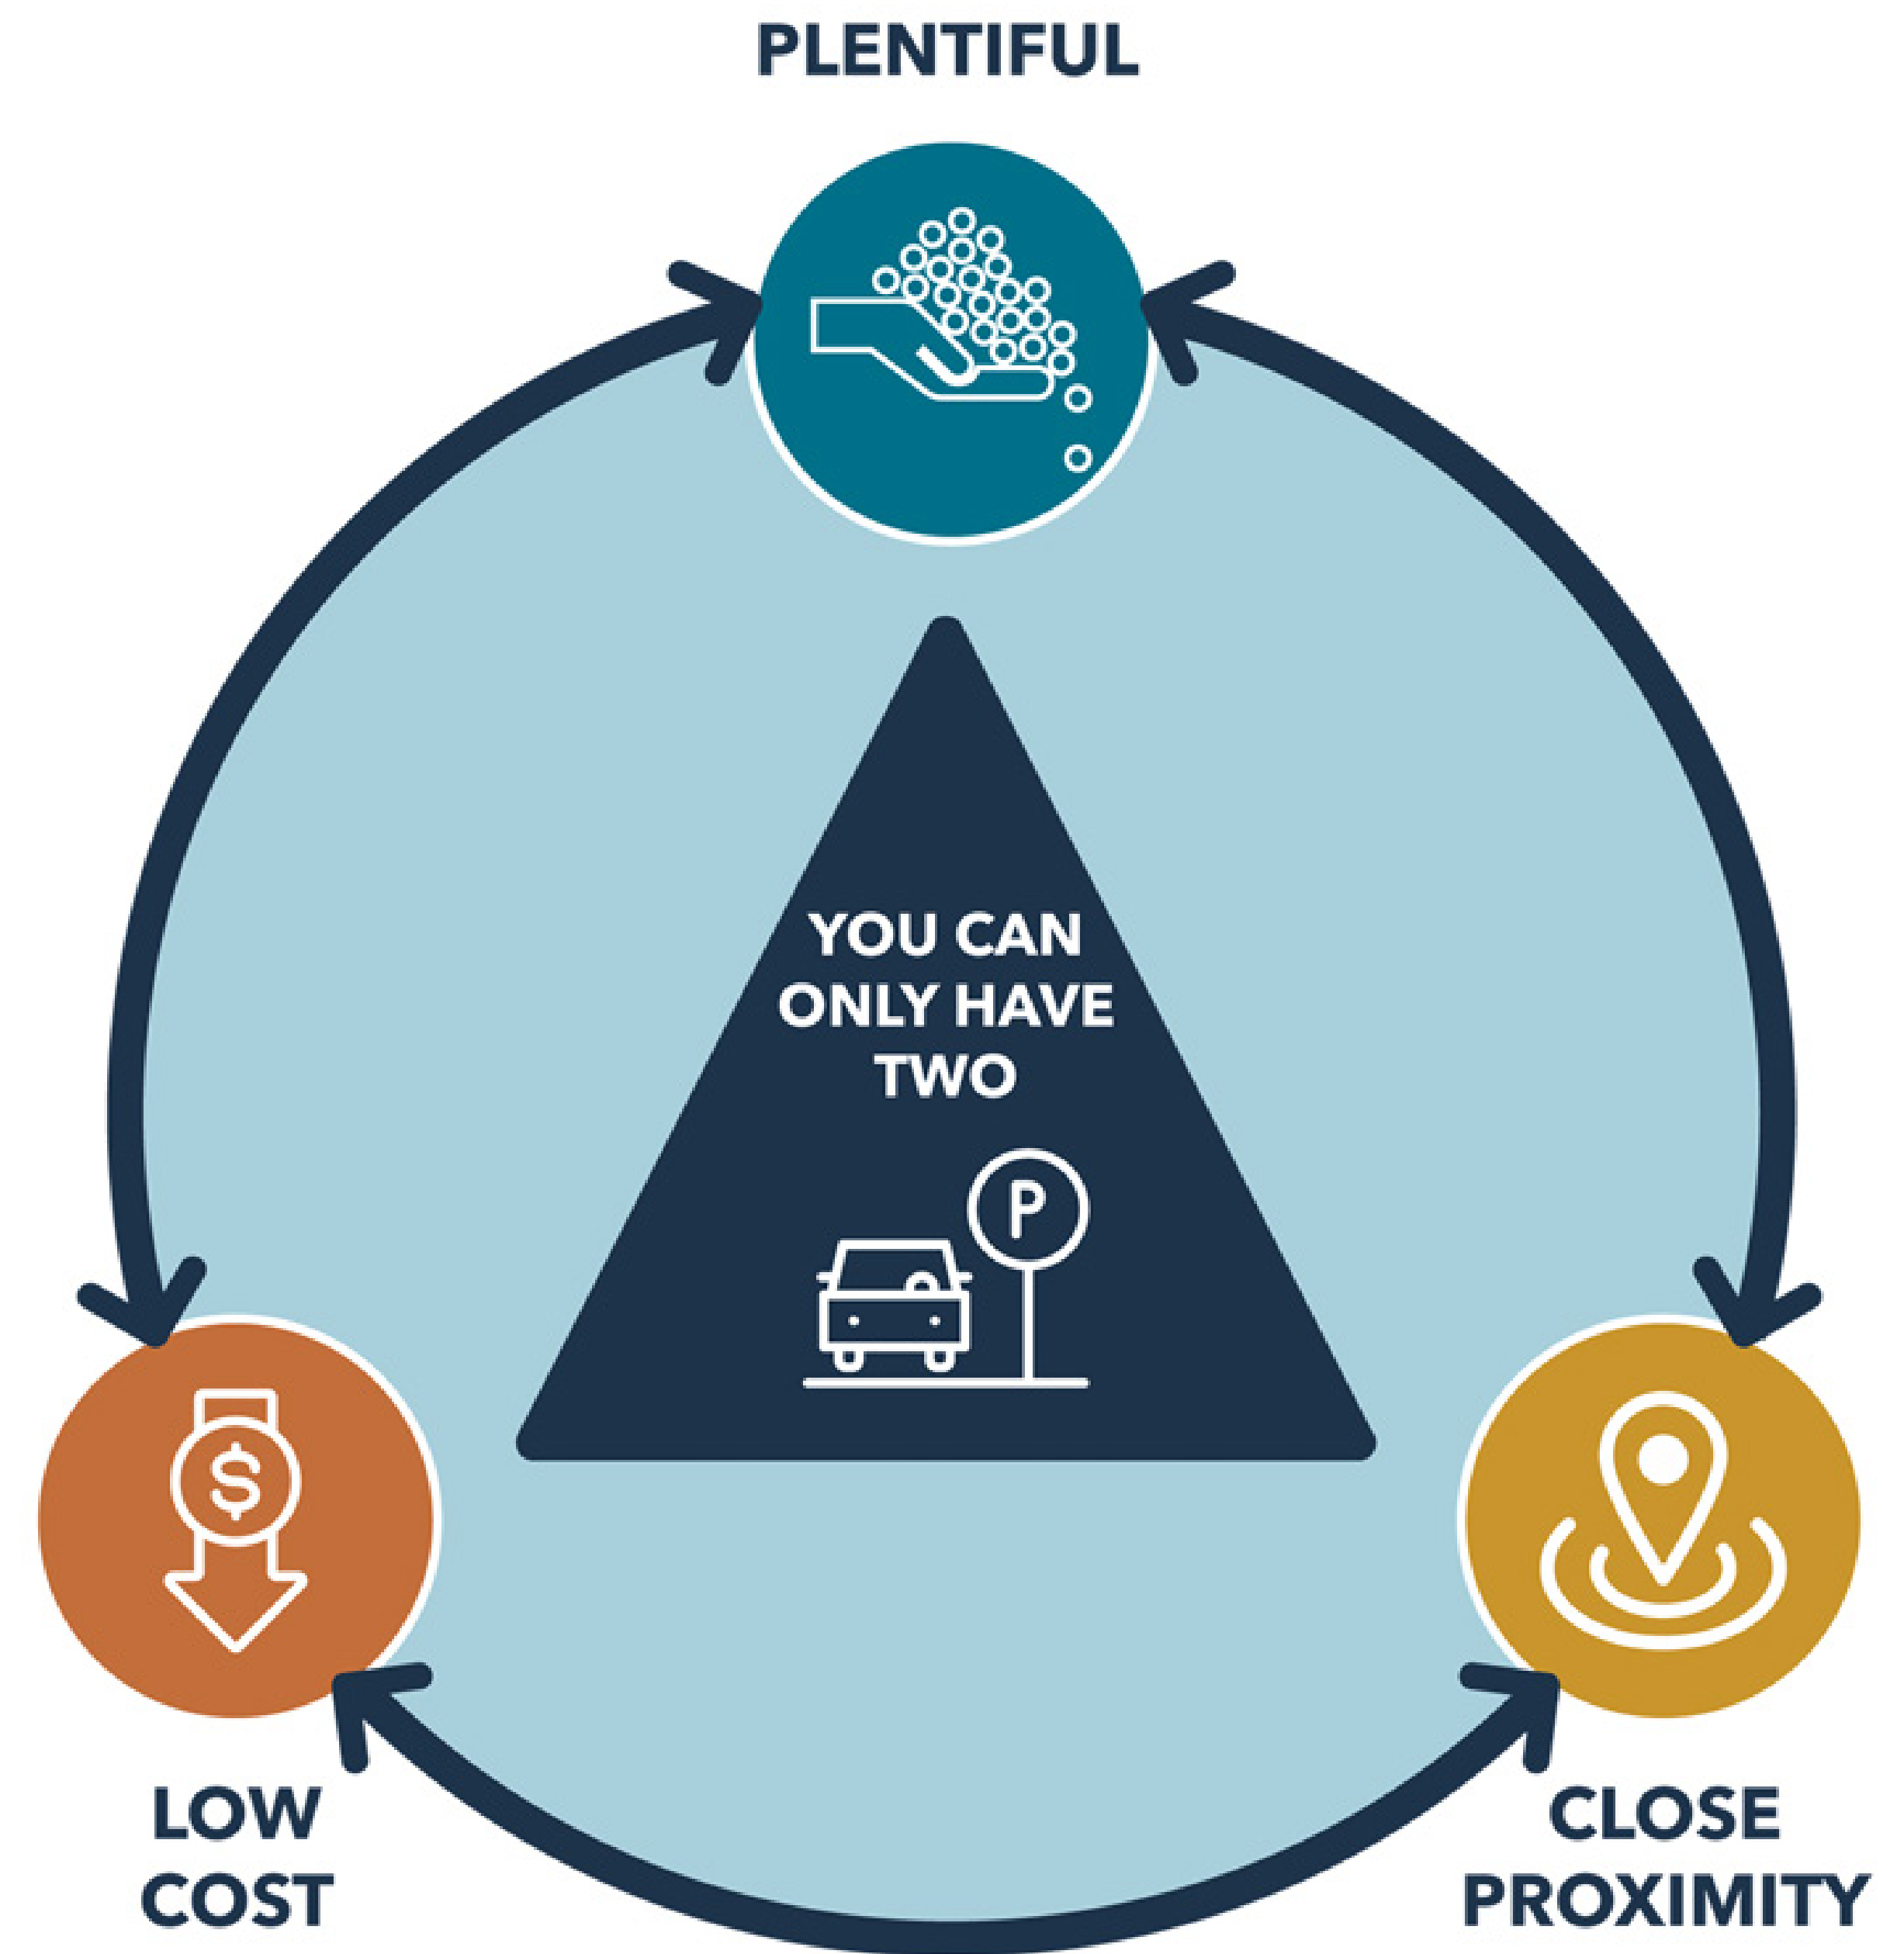 PLENTIFUL
YOU CAN
ONLY HAVE
TWO
P
$
LOW
COST
CLOSE
PROXIMITY